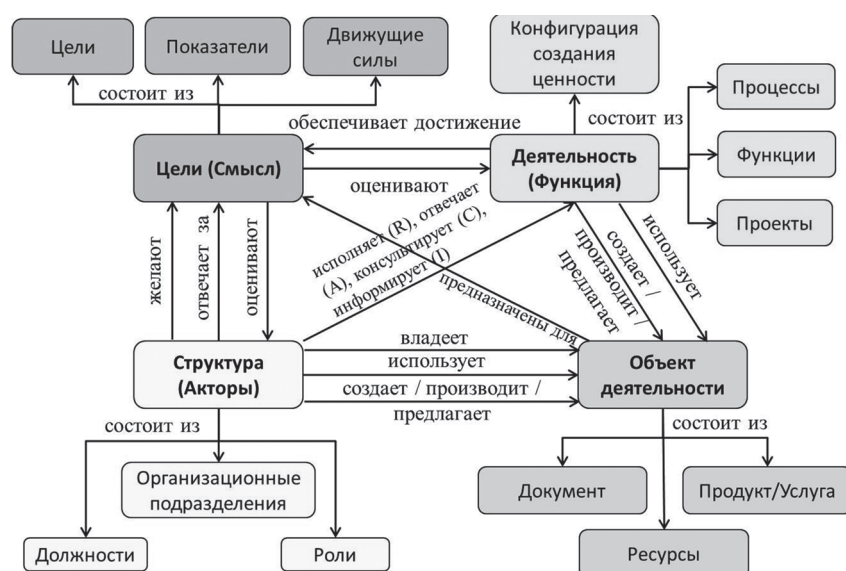 Цели
Показатели
Движущие
силы
Конфигурация
создания
ценности
Процессы
состоит из
обеспечивает достижение
состоит из
Цели (Смысл)
Деятельность
(Функция)
Функции
оценивают
Проекты
желают
отвечает за
оценивают
исполняет (R), отвечает
(A), консультирует (C),
информирует (I)
предназначены для
создает /
производит /
предлагает
использует
Структура
(Акторы)
владеет
использует
создает / производит /
предлагает
Объект
деятельности
состоит из
состоит из
Организационные
подразделения
Документ
Продукт/Услуга
Должности
Роли
Ресурсы